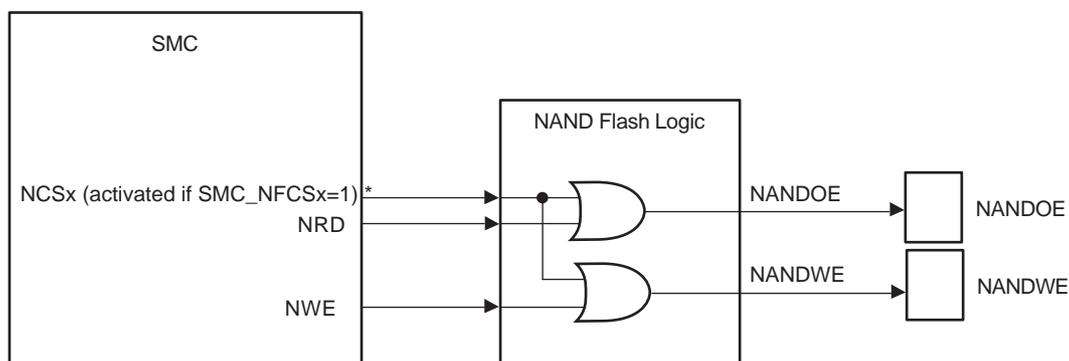 SMC
NAND Flash Logic
NCSx (activated if SMC_NFCSx=1) *
NRD
NWE
NANDOE
NANDOE
NANDWE
NANDWE